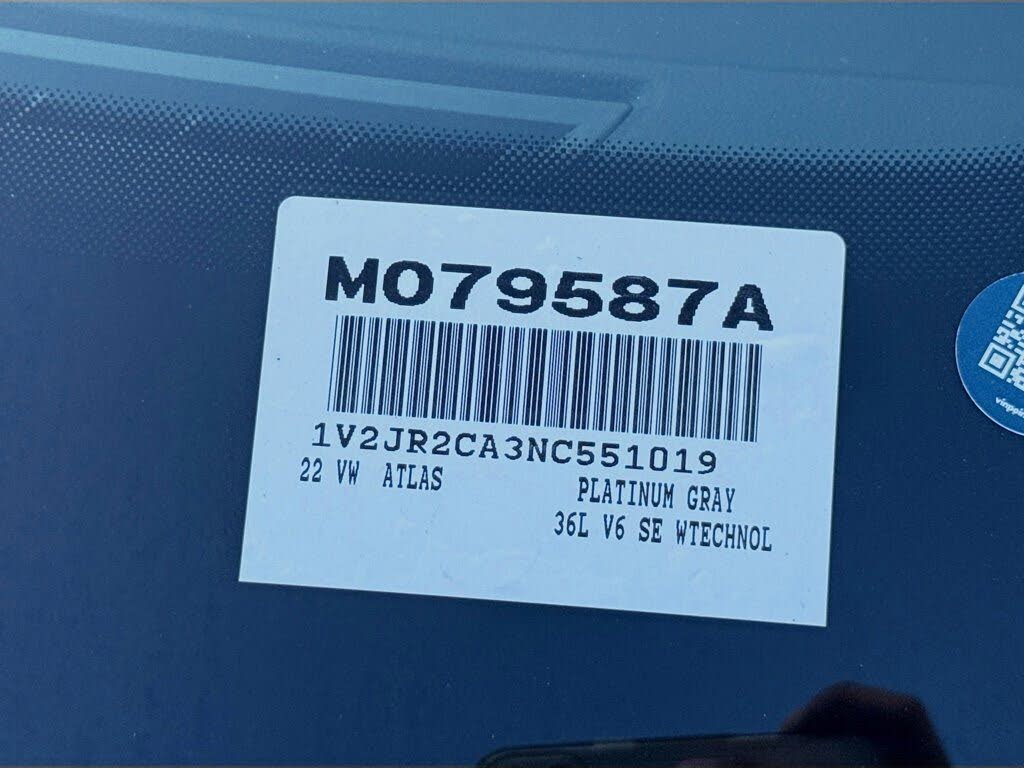 M079587A
1V2JR2CA3NC551019
22 VW ATLAS PLATINUM GRAY
36L V6 SE WTECHNOL